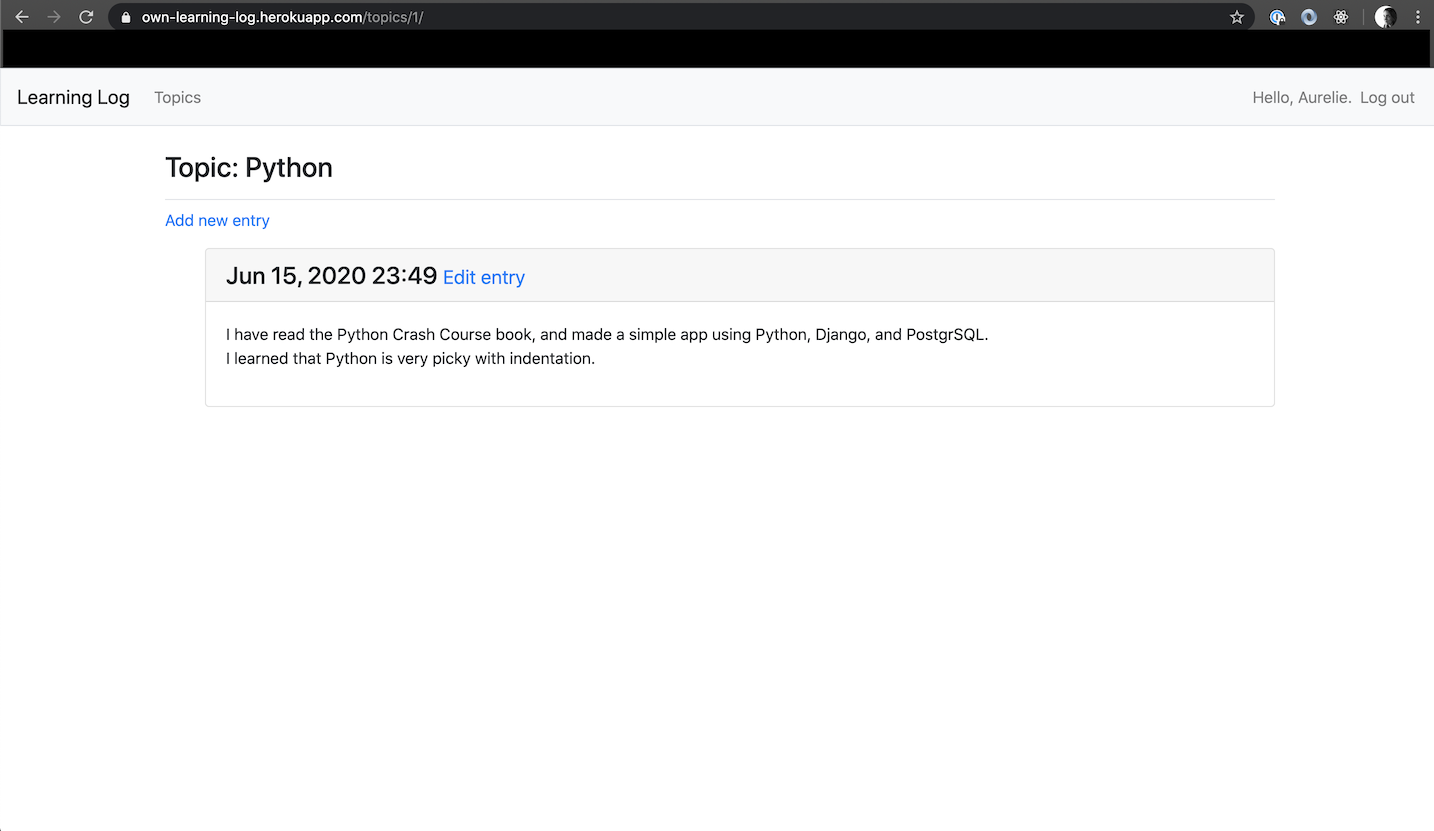 own-learning-log.herokuapp.com/topics/1/
Learning Log Topics Hello, Aurelie. Log out
Topic: Python
Add new entry
Jun 15, 2020 23:49 Edit entry
I have read the Python Crash Course book, and made a simple app using Python, Django, and PostgrSQL.
I learned that Python is very picky with indentation.